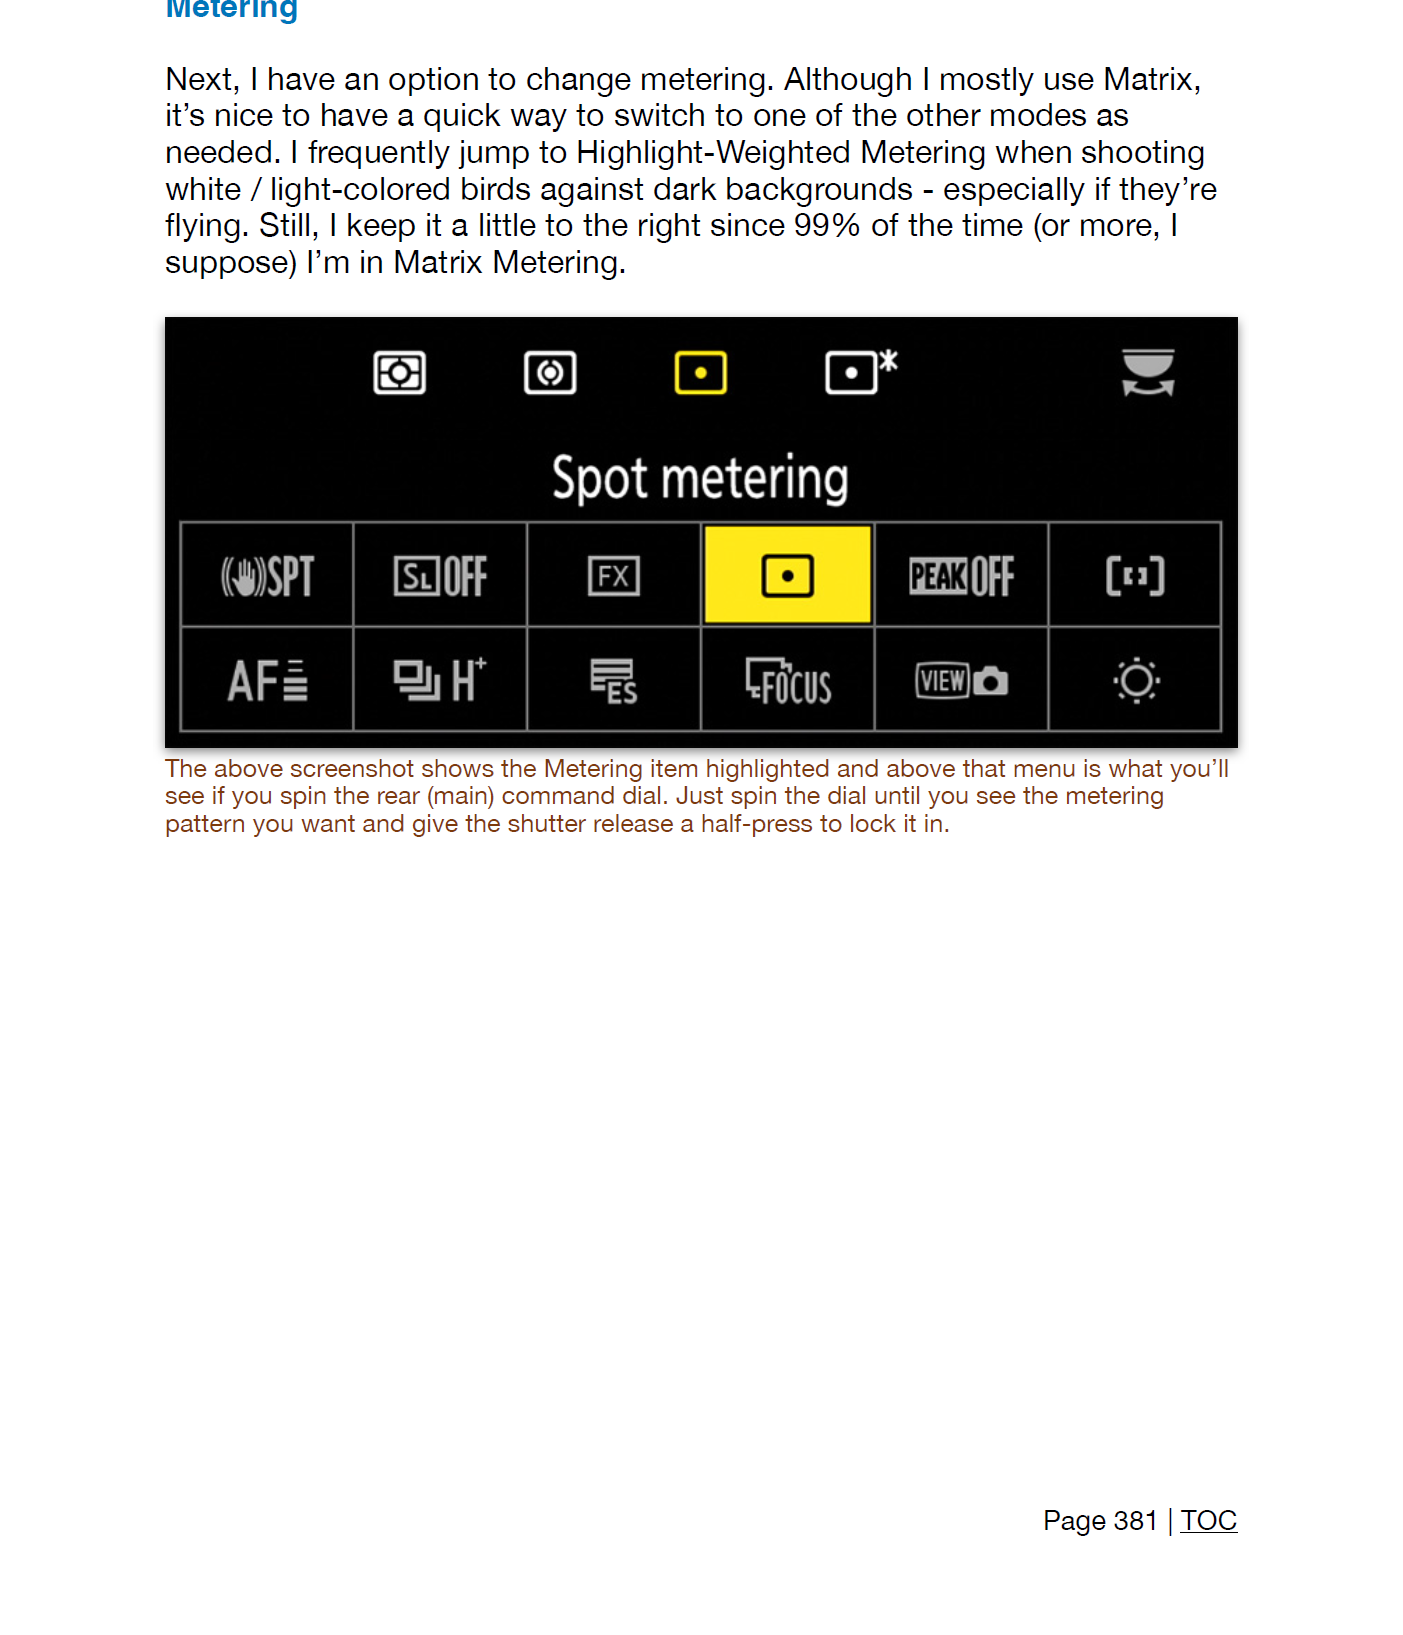 Metering
Next, I have an option to change metering. Although I mostly use Matrix,
it’s nice to have a quick way to switch to one of the other modes as
needed. I frequently jump to Highlight-Weighted Metering when shooting
white / light-colored birds against dark backgrounds - especially if they’re
flying. Still, I keep it a little to the right since 99% of the time (or more, I
suppose) I’m in Matrix Metering.
Spot metering
SPT SL OFF FX PEAK OFF
AF H+ ES FOCUS VIEW
The above screenshot shows the Metering item highlighted and above that menu is what you’ll
see if you spin the rear (main) command dial. Just spin the dial until you see the metering
pattern you want and give the shutter release a half-press to lock it in.
Page 381 | TOC